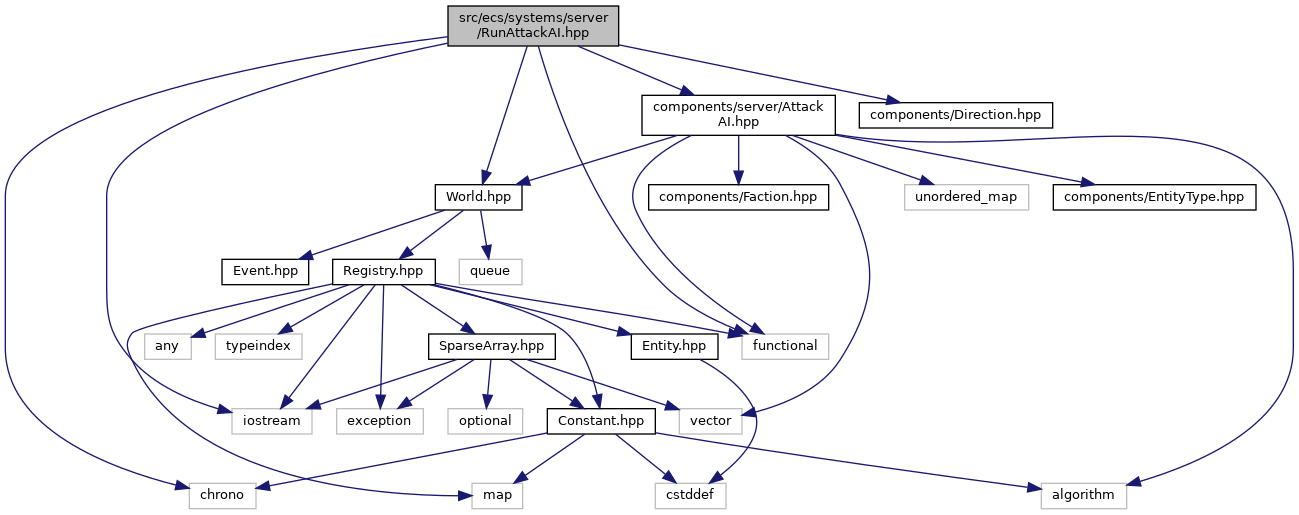 src/ecs/systems/server
/RunAttackAI.hpp
components/server/Attack
AI.hpp
components/Direction.hpp
World.hpp
components/Faction.hpp
unordered_map
components/EntityType.hpp
Event.hpp
Registry.hpp
queue
any
typeindex
SparseArray.hpp
Entity.hpp
functional
iostream
exception
optional
Constant.hpp
vector
chrono
map
cstddef
algorithm